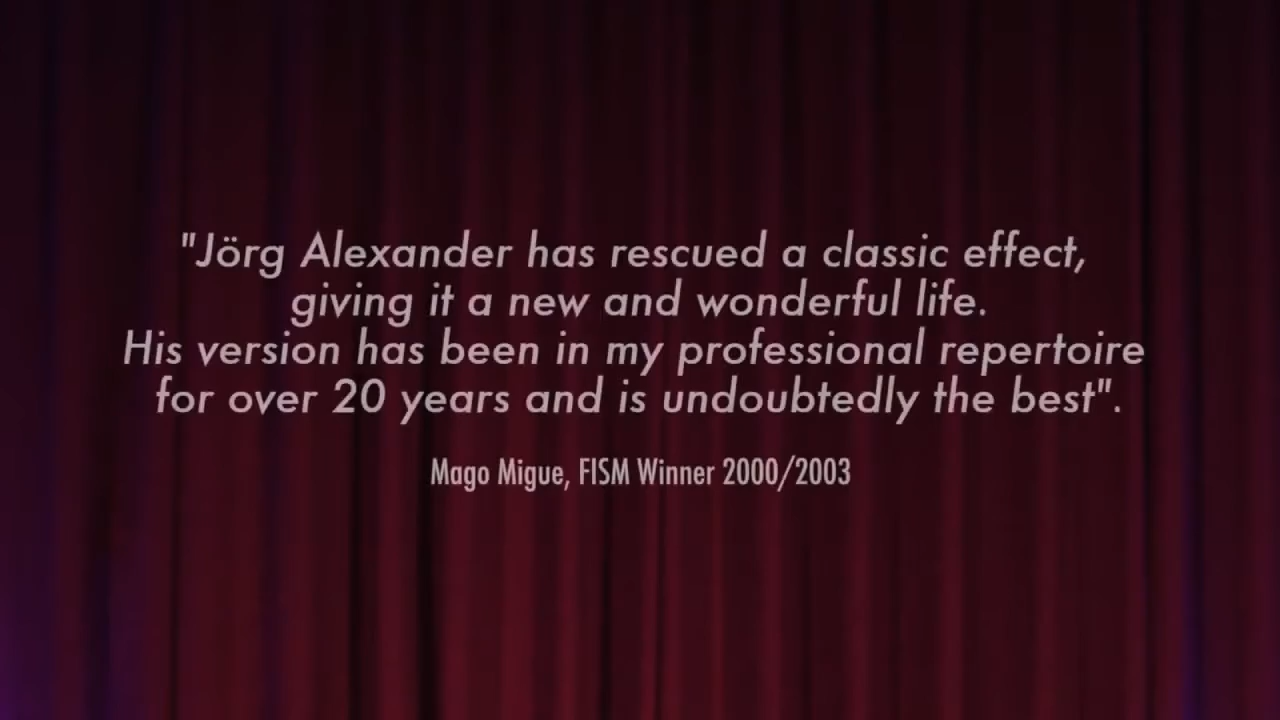 "Jörg Alexander has rescued a classic effect,
giving it a new and wonderful life.
His version has been in my professional repertoire
for over 20 years and is undoubtedly the best".
Mago Migue, FISM Winner 2000/2003